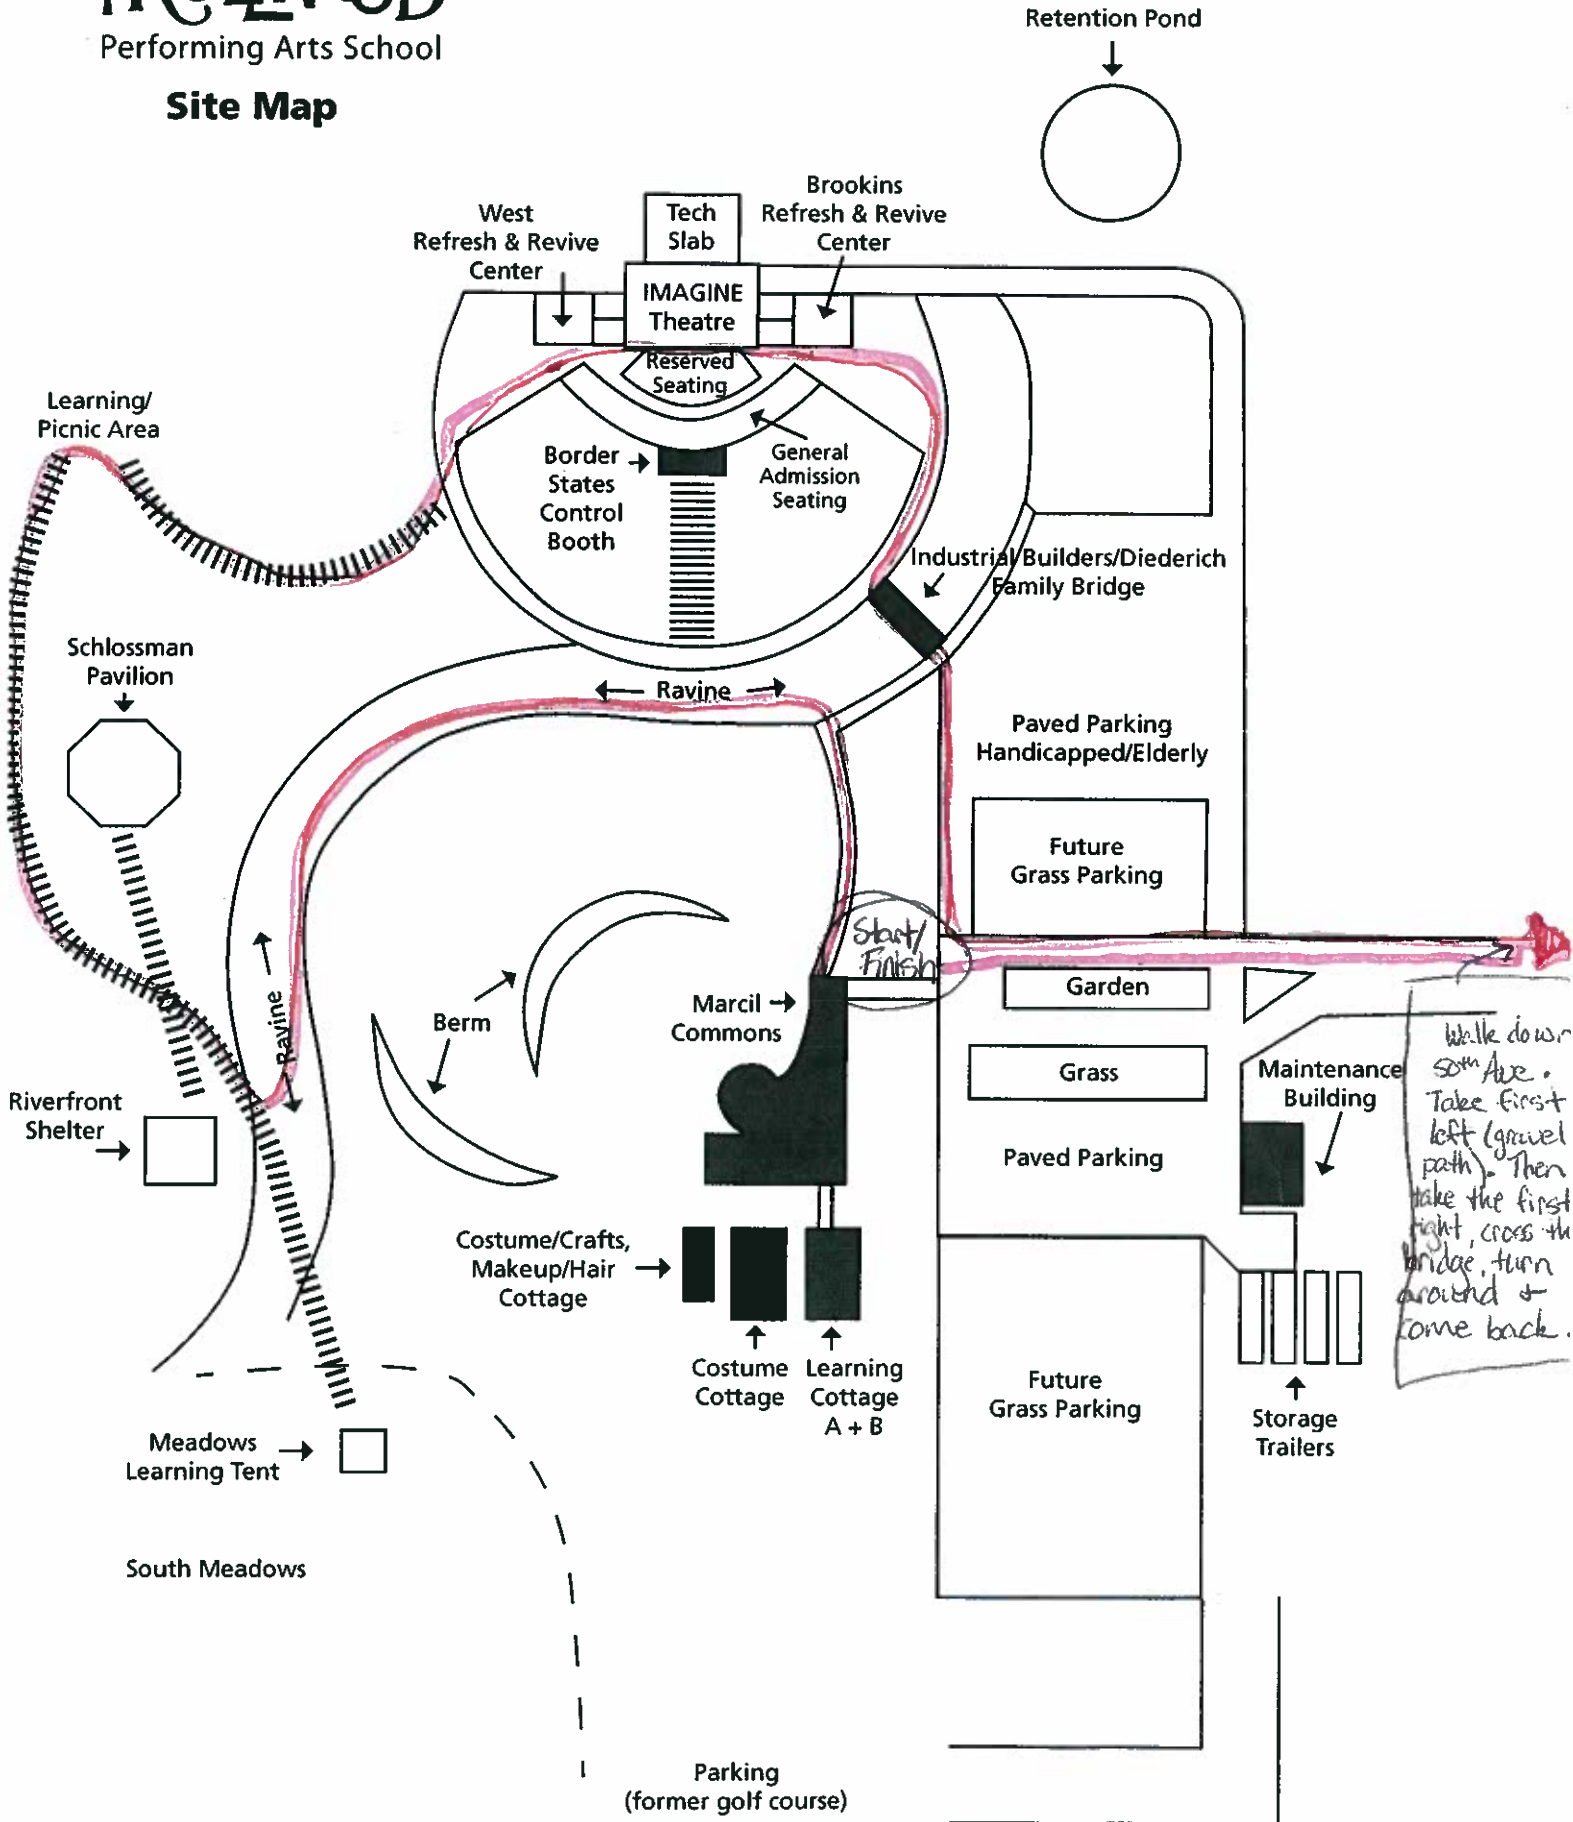 Performing Arts School
Site Map
Retention Pond
West
Refresh & Revive
Center
Tech
Slab
Brookins
Refresh & Revive
Center
IMAGINE
Theatre
Reserved
Seating
Learning/
Picnic Area
Border
States
Control
Booth
General
Admission
Seating
Industrial Builders/Diederich
Family Bridge
Schlossman
Pavilion
Ravine
Paved Parking
Handicapped/Elderly
Future
Grass Parking
Start/
Finish
Garden
Marcil
Commons
Berm
Ravine
Grass
Maintenance
Building
Walk down
50th Ave.
Take first
left (gravel
path). Then
take the first
right, cross
bridge, turn
around &
come back.
Riverfront
Shelter
Paved Parking
Costume/Crafts,
Makeup/Hair
Cottage
Costume
Cottage
Learning
Cottage
A + B
Future
Grass Parking
Storage
Trailers
Meadows
Learning Tent
South Meadows
Parking
(former golf course)